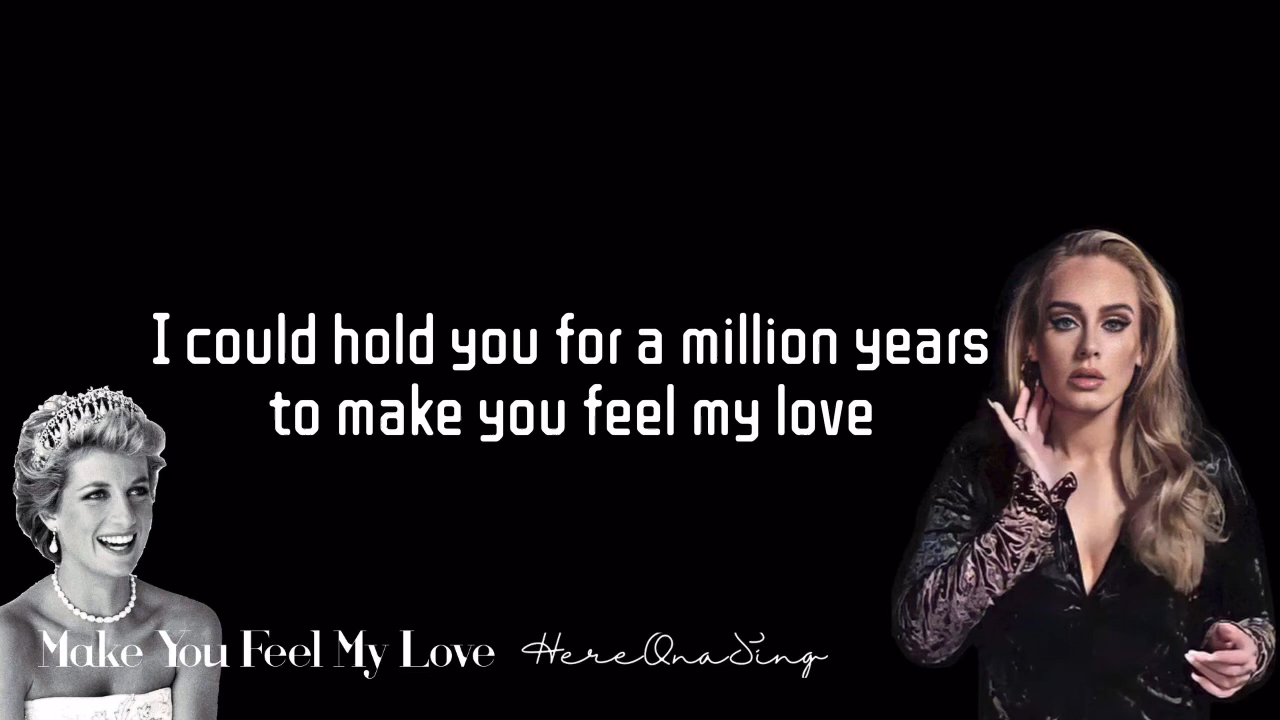 I could hold you for a million years
to make you feel my love
Make You Feel My Love HereOnaSing